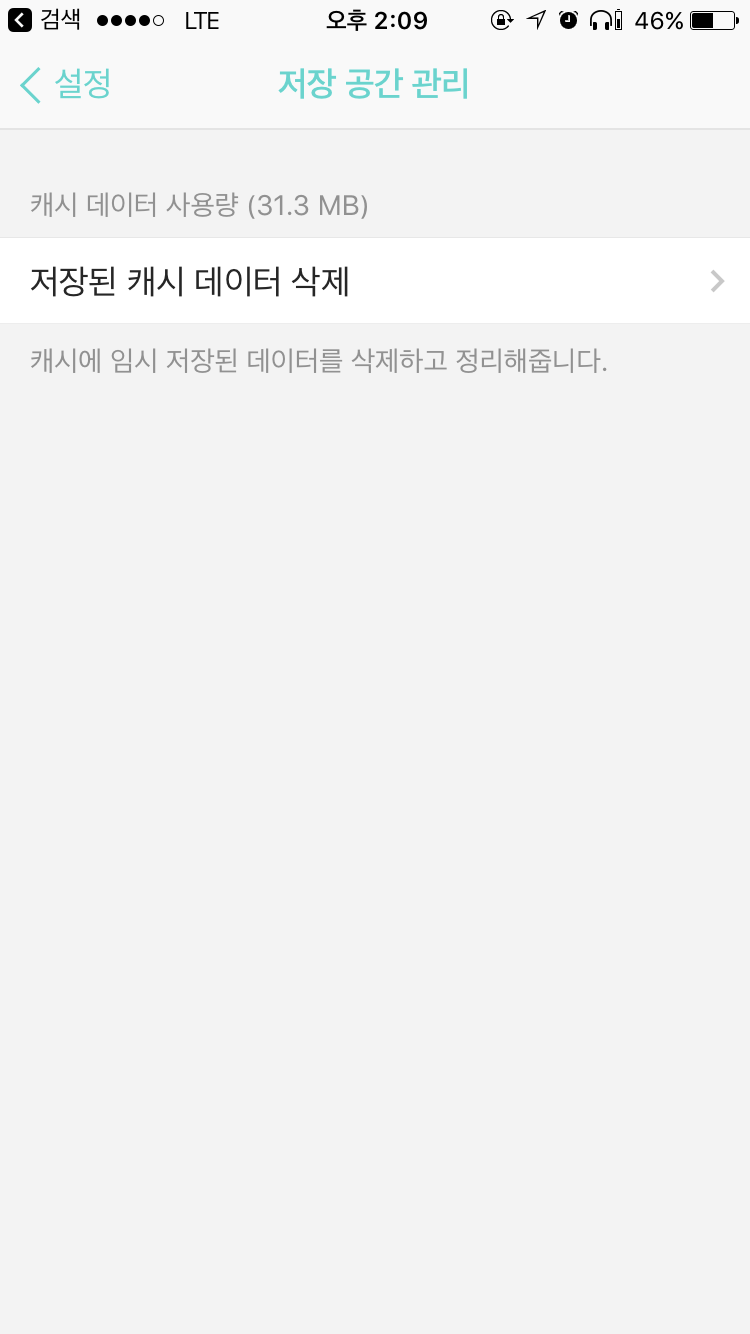 검색 LTE 오후 2:09 46%
설정 저장 공간 관리
캐시 데이터 사용량 (31.3 MB)
저장된 캐시 데이터 삭제
캐시에 임시 저장된 데이터를 삭제하고 정리해줍니다.